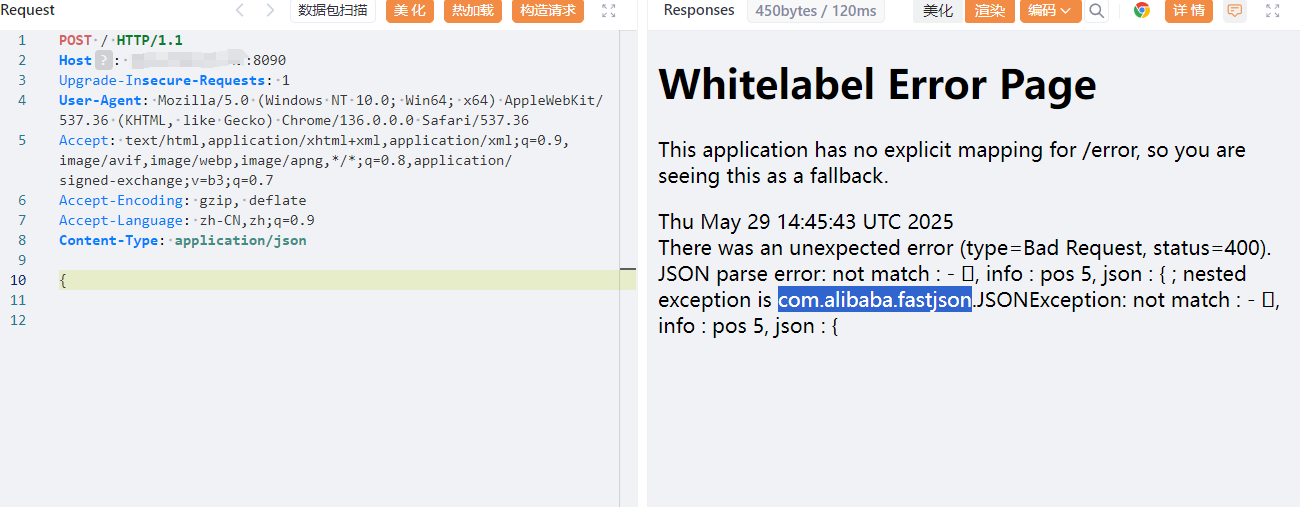 Request
数据包扫描
美 化
热加载
构造请求
1 POST / HTTP/1.1
2 Host ? : :8090
3 Upgrade-Insecure-Requests: 1
4 User-Agent: Mozilla/5.0 (Windows NT 10.0; Win64; x64) AppleWebKit/
537.36 (KHTML, like Gecko) Chrome/136.0.0.0 Safari/537.36
5 Accept: text/html,application/xhtml+xml,application/xml;q=0.9,
image/avif,image/webp,image/apng,*/*;q=0.8,application/
signed-exchange;v=b3;q=0.7
6 Accept-Encoding: gzip, deflate
7 Accept-Language: zh-CN,zh;q=0.9
8 Content-Type: application/json
9
10 {
11
12
Responses
450bytes / 120ms
美化
渲染
编码
详 情
Whitelabel Error Page
This application has no explicit mapping for /error, so you are
seeing this as a fallback.
Thu May 29 14:45:43 UTC 2025
There was an unexpected error (type=Bad Request, status=400).
JSON parse error: not match : - , info : pos 5, json : { ; nested
exception is com.alibaba.fastjson.JSONException: not match : - ,
info : pos 5, json : {